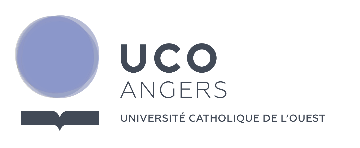 UCO
ANGERS
UNIVERSITÉ CATHOLIQUE DE L'OUEST